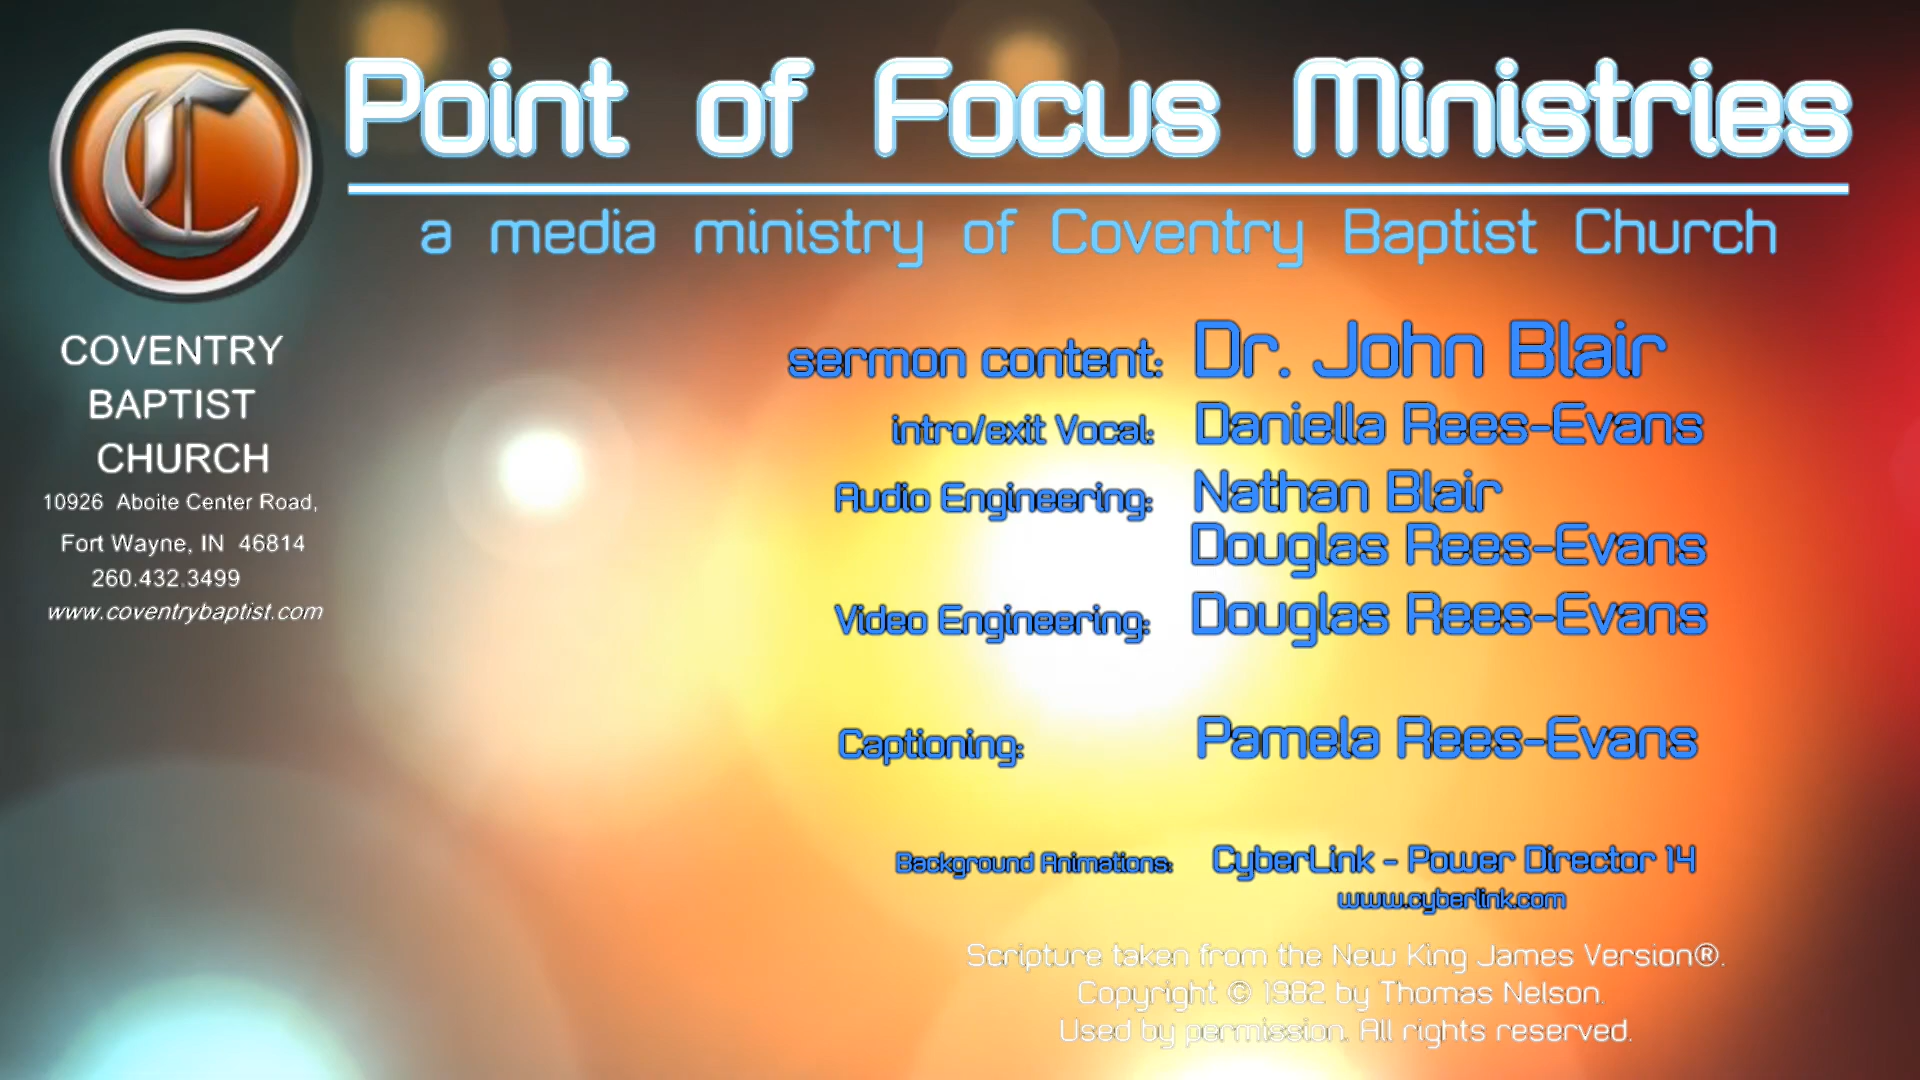 C
Point of Focus Ministries
a media ministry of Coventry Baptist Church
COVENTRY
BAPTIST
CHURCH
10926 Aboite Center Road,
Fort Wayne, IN 46814
260.432.3499
www.coventrybaptist.com
sermon content: Dr. John Blair
intro/exit Vocal: Daniella Rees-Evans
Audio Engineering: Nathan Blair
Douglas Rees-Evans
Video Engineering: Douglas Rees-Evans
Captioning: Pamela Rees-Evans
Background Animations: CyberLink - Power Director 14
www.cyberlink.com
Scripture taken from the New King James Version®.
Copyright © 1982 by Thomas Nelson.
Used by permission. All rights reserved.